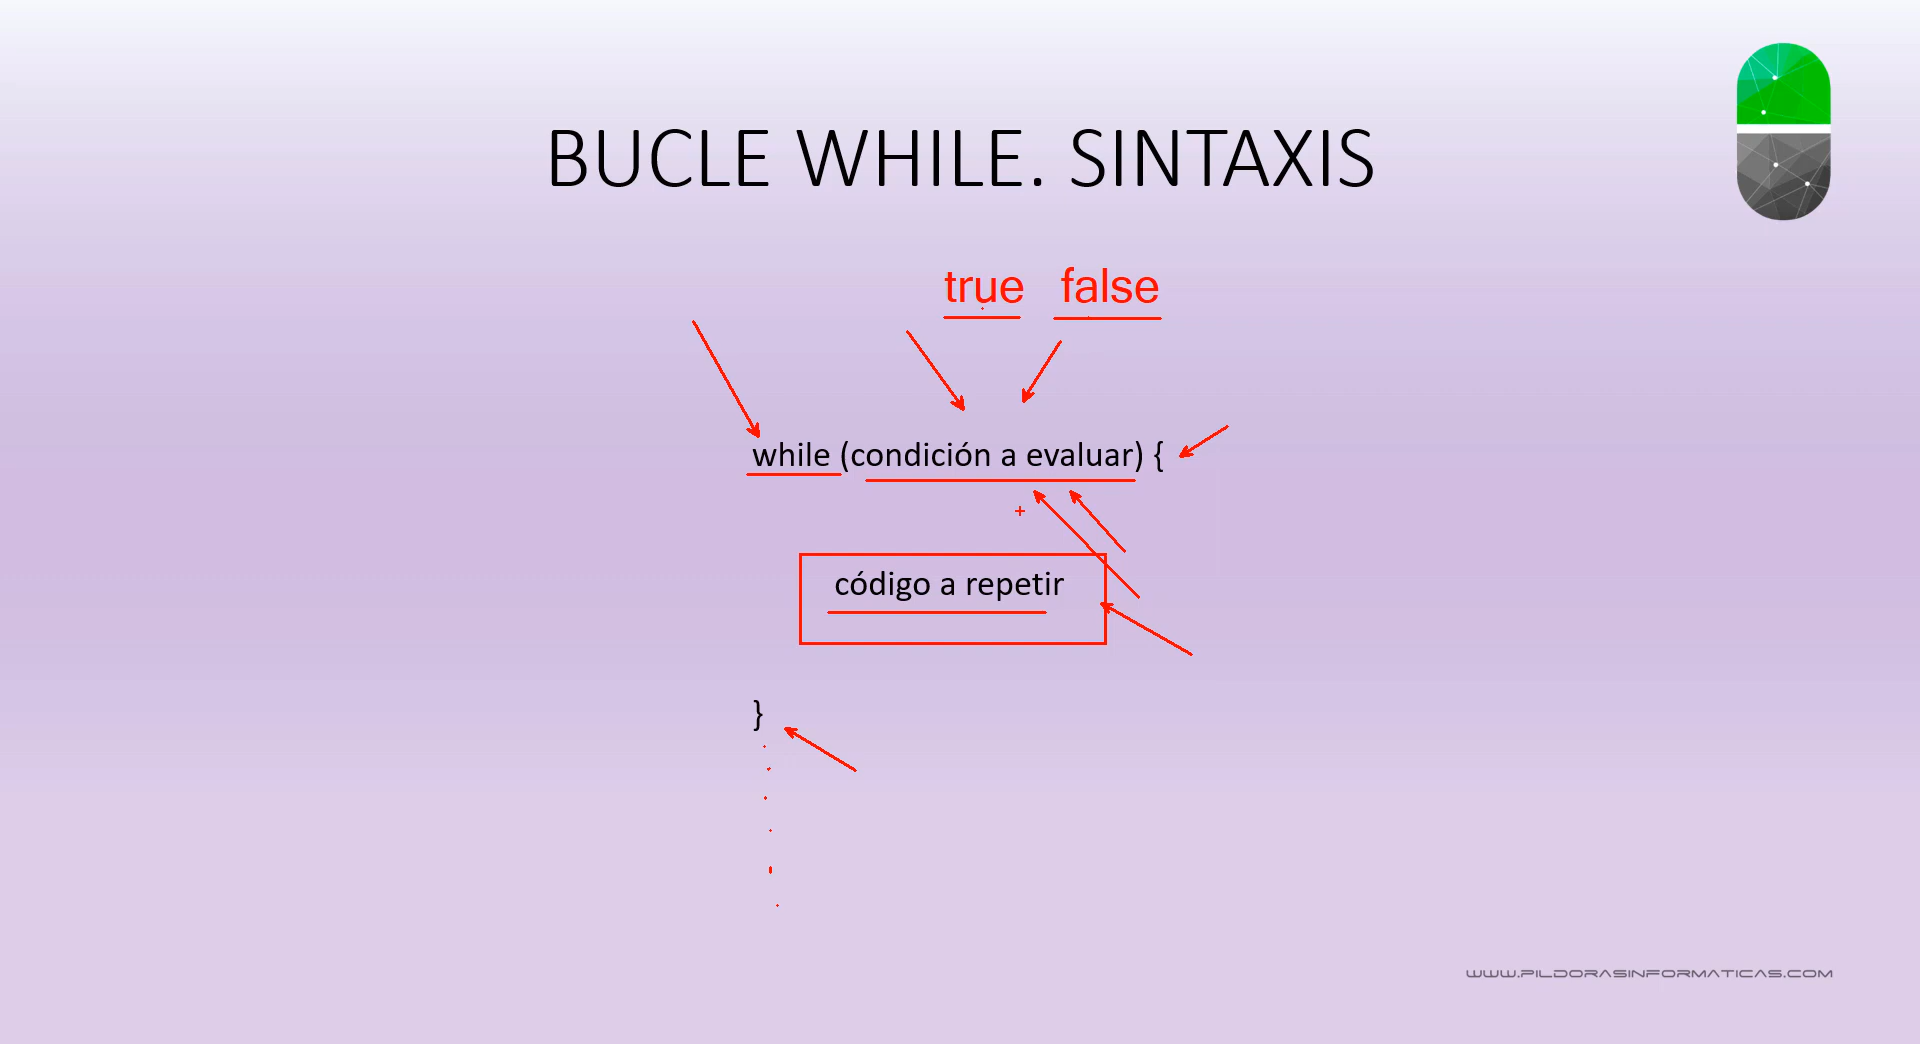 BUCLE WHILE. SINTAXIS
true false
while (condición a evaluar) {
código a repetir
}
WWW.PILDORASINFORMATICAS.COM